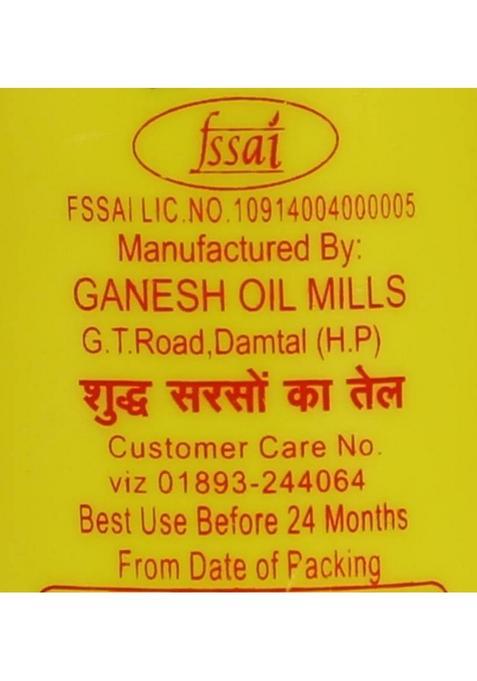 fssai
FSSAI LIC.NO.10914004000005
Manufactured By:
GANESH OIL MILLS
G.T.Road,Damtal (H.P)
शुद्ध सरसों का तेल
Customer Care No.
viz 01893-244064
Best Use Before 24 Months
From Date of Packing